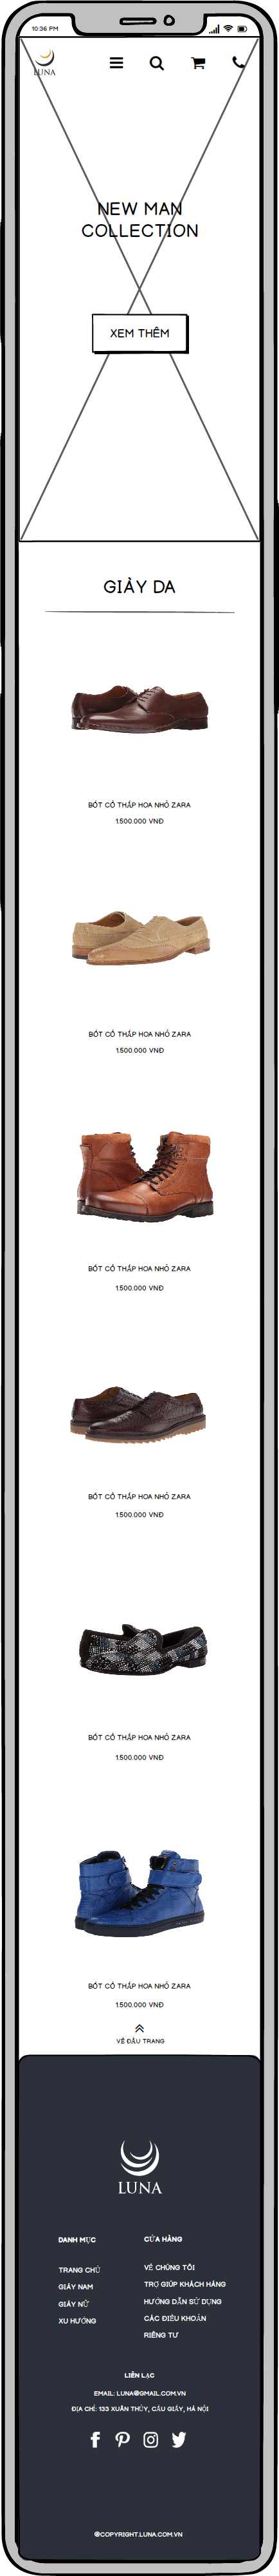 10:36 PM
LUNA
NEW MAN
COLLECTION
XEM THÊM
GIÀY DA
BỐT CỔ THẤP HOA NHỎ ZARA
1.500.000 VNĐ
BỐT CỔ THẤP HOA NHỎ ZARA
1.500.000 VNĐ
BỐT CỔ THẤP HOA NHỎ ZARA
1.500.000 VNĐ
BỐT CỔ THẤP HOA NHỎ ZARA
1.500.000 VNĐ
BỐT CỔ THẤP HOA NHỎ ZARA
1.500.000 VNĐ
BỐT CỔ THẤP HOA NHỎ ZARA
1.500.000 VNĐ
VỀ ĐẦU TRANG
LUNA
DANH MỤC
TRANG CHỦ
GIÀY NAM
GIÀY NỮ
XU HƯỚNG
CỬA HÀNG
VỀ CHÚNG TÔI
TRỢ GIÚP KHÁCH HÀNG
HƯỚNG DẪN SỬ DỤNG
CÁC ĐIỀU KHOẢN
RIÊNG TƯ
LIÊN LẠC
EMAIL: LUNA@GMAIL.COM.VN
ĐỊA CHỈ: 133 XUÂN THỦY, CẦU GIẤY, HÀ NỘI
@COPYRIGHT.LUNA.COM.VN